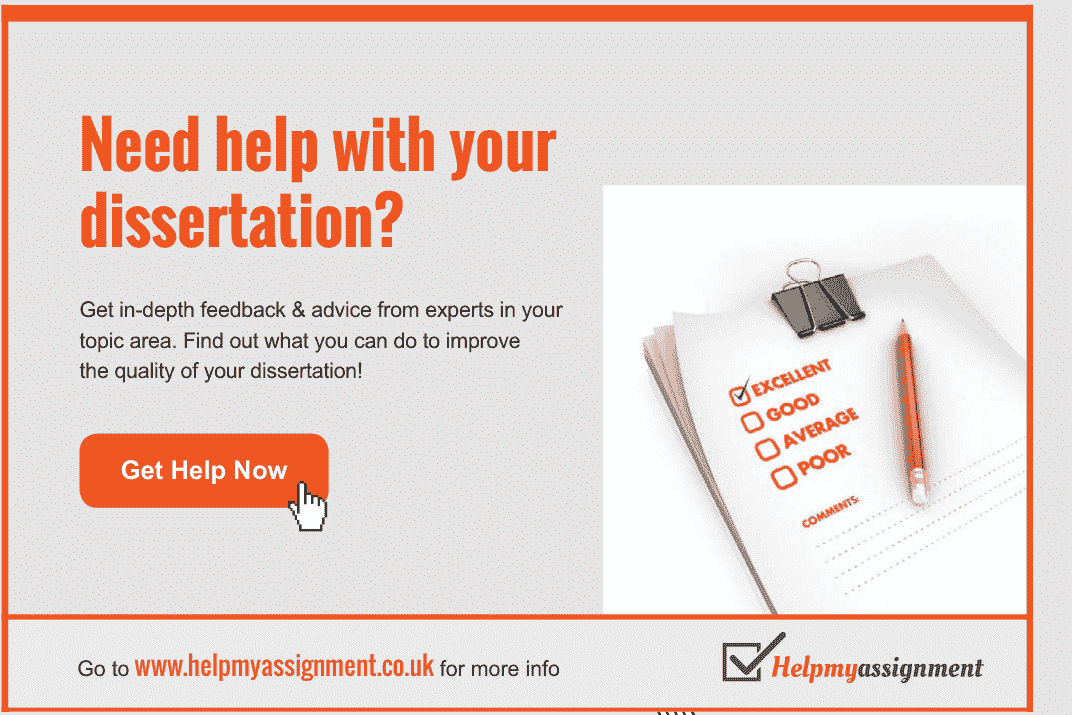 Need help with your
dissertation?
Get in-depth feedback & advice from experts in your
topic area. Find out what you can do to improve
the quality of your dissertation!
Get Help Now
EXCELLENT
GOOD
AVERAGE
POOR
COMMENTS:
Go to www.helpmyassignment.co.uk for more info
Helpmyassignment